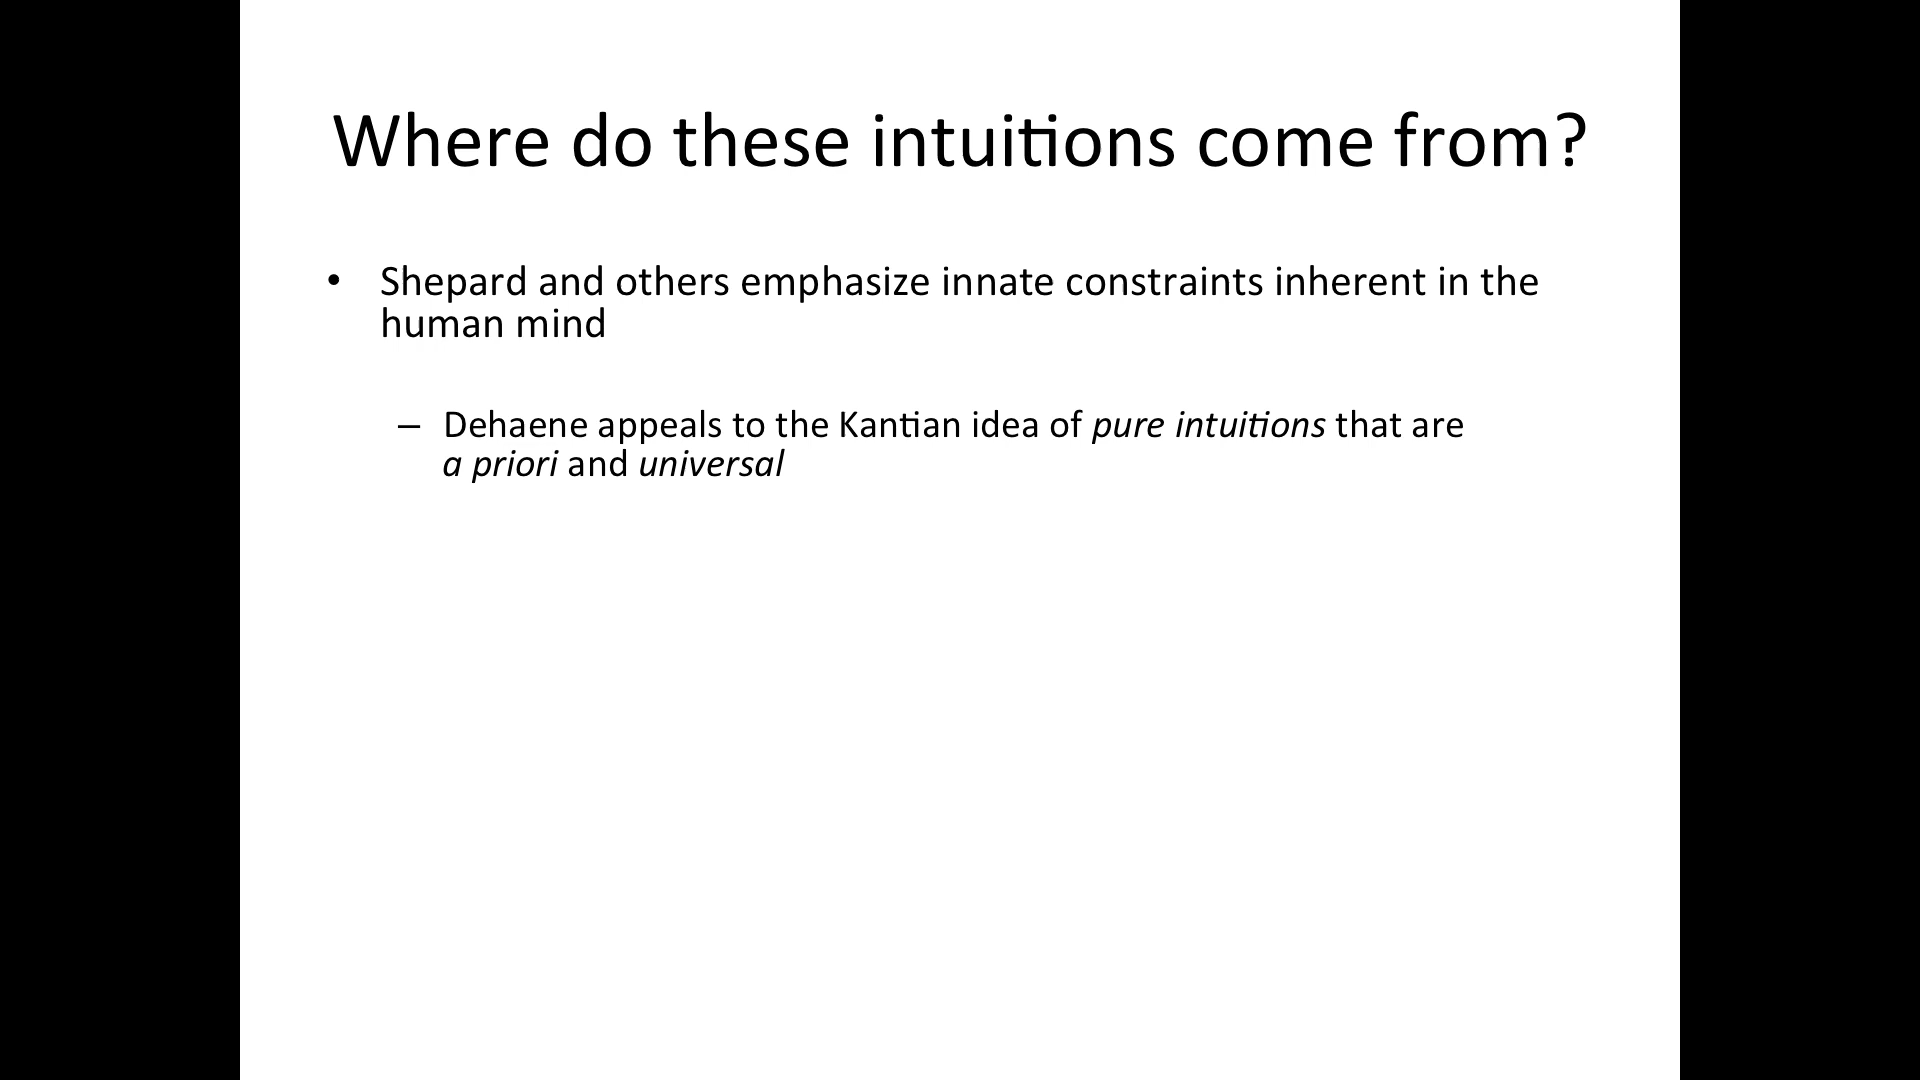 Where do these intuitions come from?
• Shepard and others emphasize innate constraints inherent in the
human mind
– Dehaene appeals to the Kantian idea of pure intuitions that are
a priori and universal